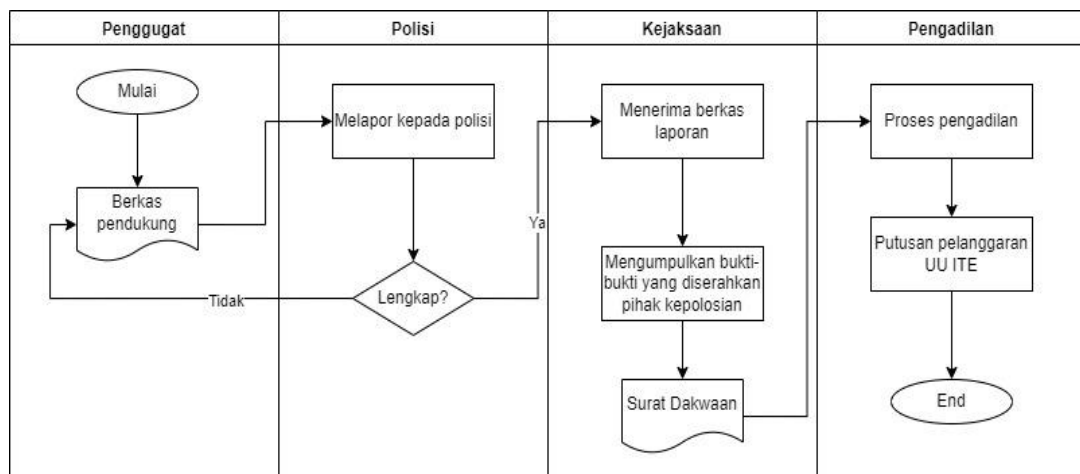 Penggugat
Polisi
Kejaksaan
Pengadilan
Mulai
Berkas
pendukung
Melapor kepada polisi
Lengkap?
Tidak
Ya
Menerima berkas
laporan
Mengumpulkan bukti-
bukti yang diserahkan
pihak kepolosian
Surat Dakwaan
Proses pengadilan
Putusan pelanggaran
UU ITE
End